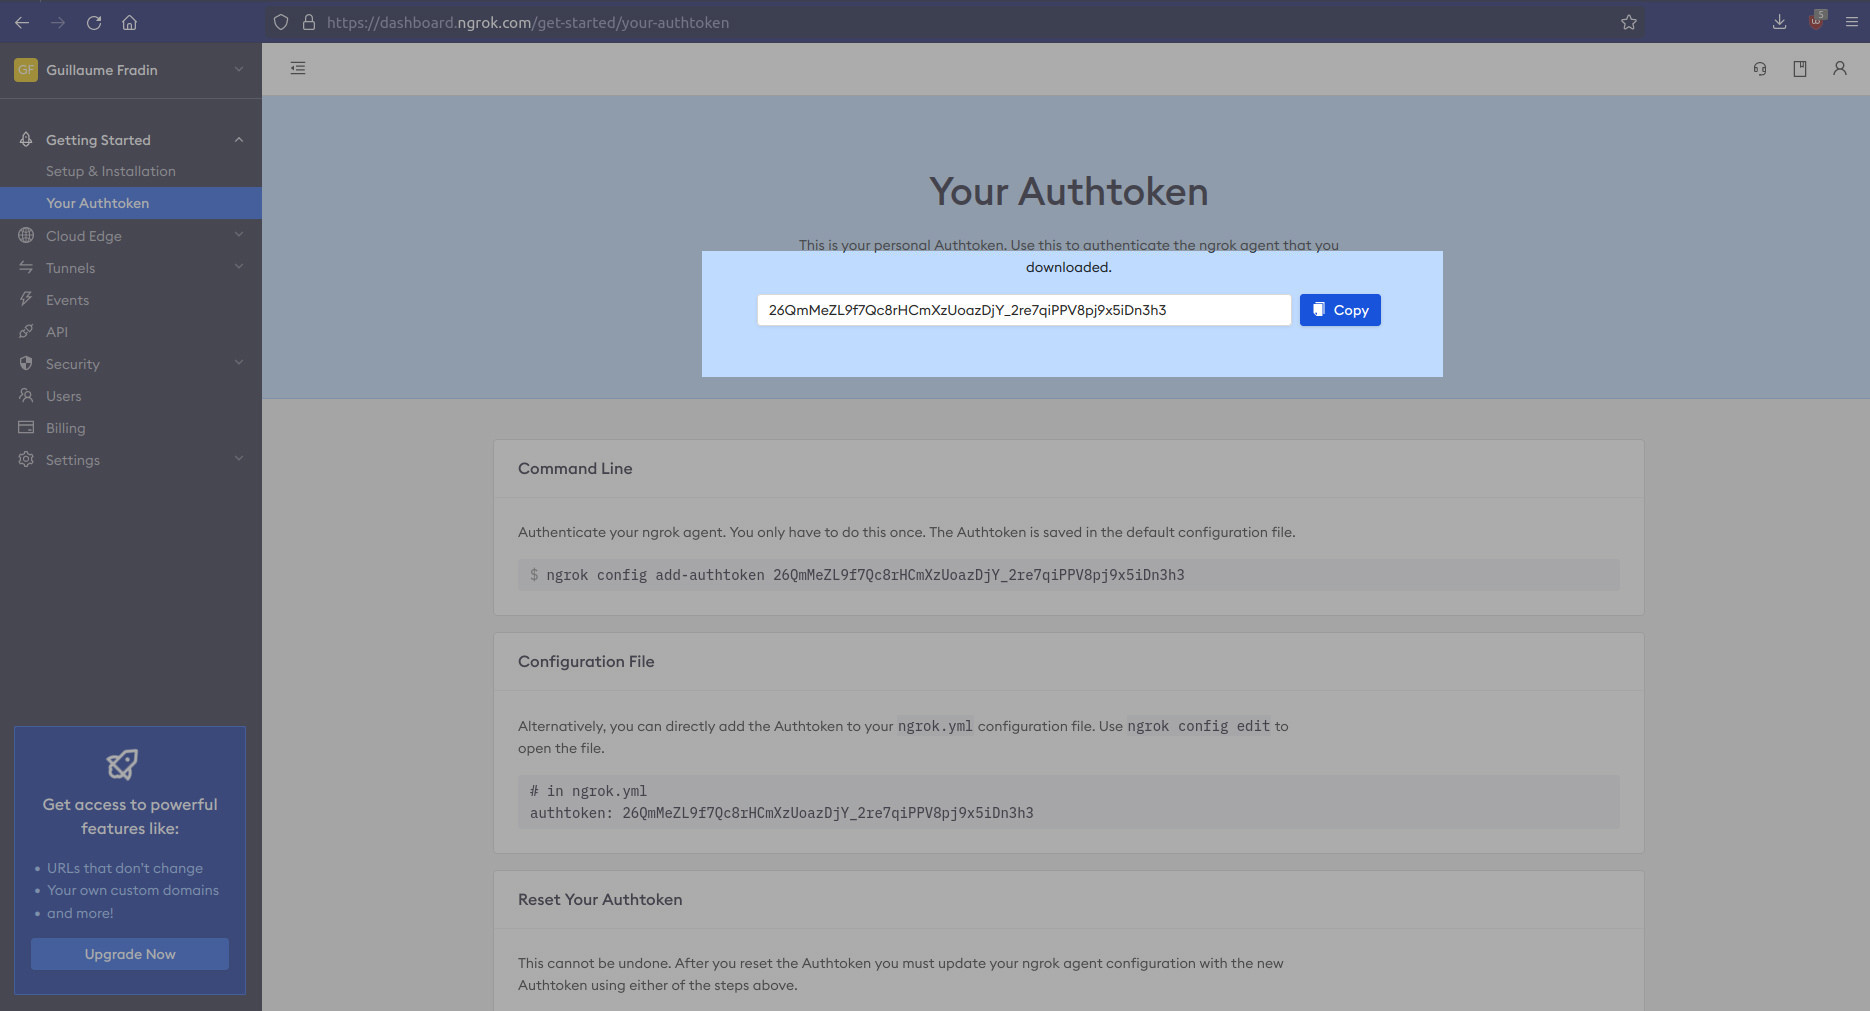 https://dashboard.ngrok.com/get-started/your-authtoken
5
GF Guillaume Fradin
Getting Started
Setup & Installation
Your Authtoken
Cloud Edge
Tunnels
Events
API
Security
Users
Billing
Settings
Get access to powerful
features like:
• URLs that don't change
• Your own custom domains
• and more!
Upgrade Now
Your Authtoken
This is your personal Authtoken. Use this to authenticate the ngrok agent that you
downloaded.
26QmMeZL9f7Qc8rHCmXzUoazDjY_2re7qiPPV8pj9x5iDn3h3
Copy
Command Line
Authenticate your ngrok agent. You only have to do this once. The Authtoken is saved in the default configuration file.
$ ngrok config add-authtoken 26QmMeZL9f7Qc8rHCmXzUoazDjY_2re7qiPPV8pj9x5iDn3h3
Configuration File
Alternatively, you can directly add the Authtoken to your ngrok.yml configuration file. Use ngrok config edit to
open the file.
# in ngrok.yml
authtoken: 26QmMeZL9f7Qc8rHCmXzUoazDjY_2re7qiPPV8pj9x5iDn3h3
Reset Your Authtoken
This cannot be undone. After you reset the Authtoken you must update your ngrok agent configuration with the new
Authtoken using either of the steps above.